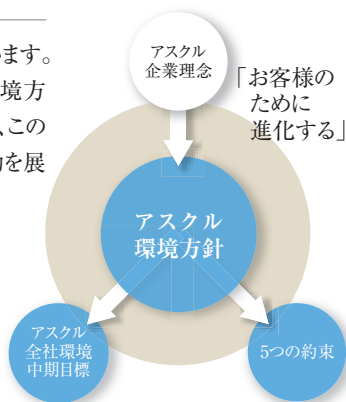 います。
境方
、この
を展
アスクル
企業理念
「お客様の
ために
進化する」
アスクル
環境方針
アスクル
全社環境
中期目標
5つの約束